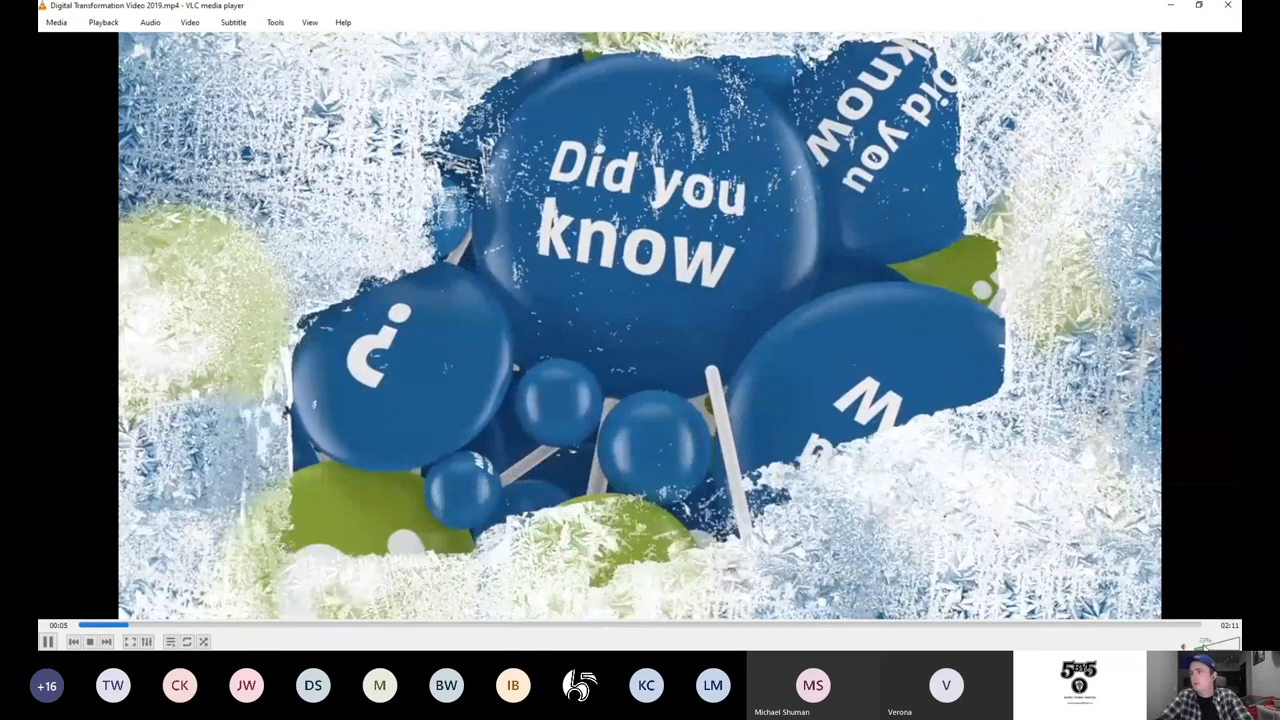 Digital Transformation Video 2019.mp4 - VLC media player
Media Playback Audio Video Subtitle Tools View Help
Did you
know
Did you
know
?
W
00:05
02:11
+16
TW
CK
JW
DS
M
BW
IB
KC
LM
MS
Michael Shuman
V
Verona